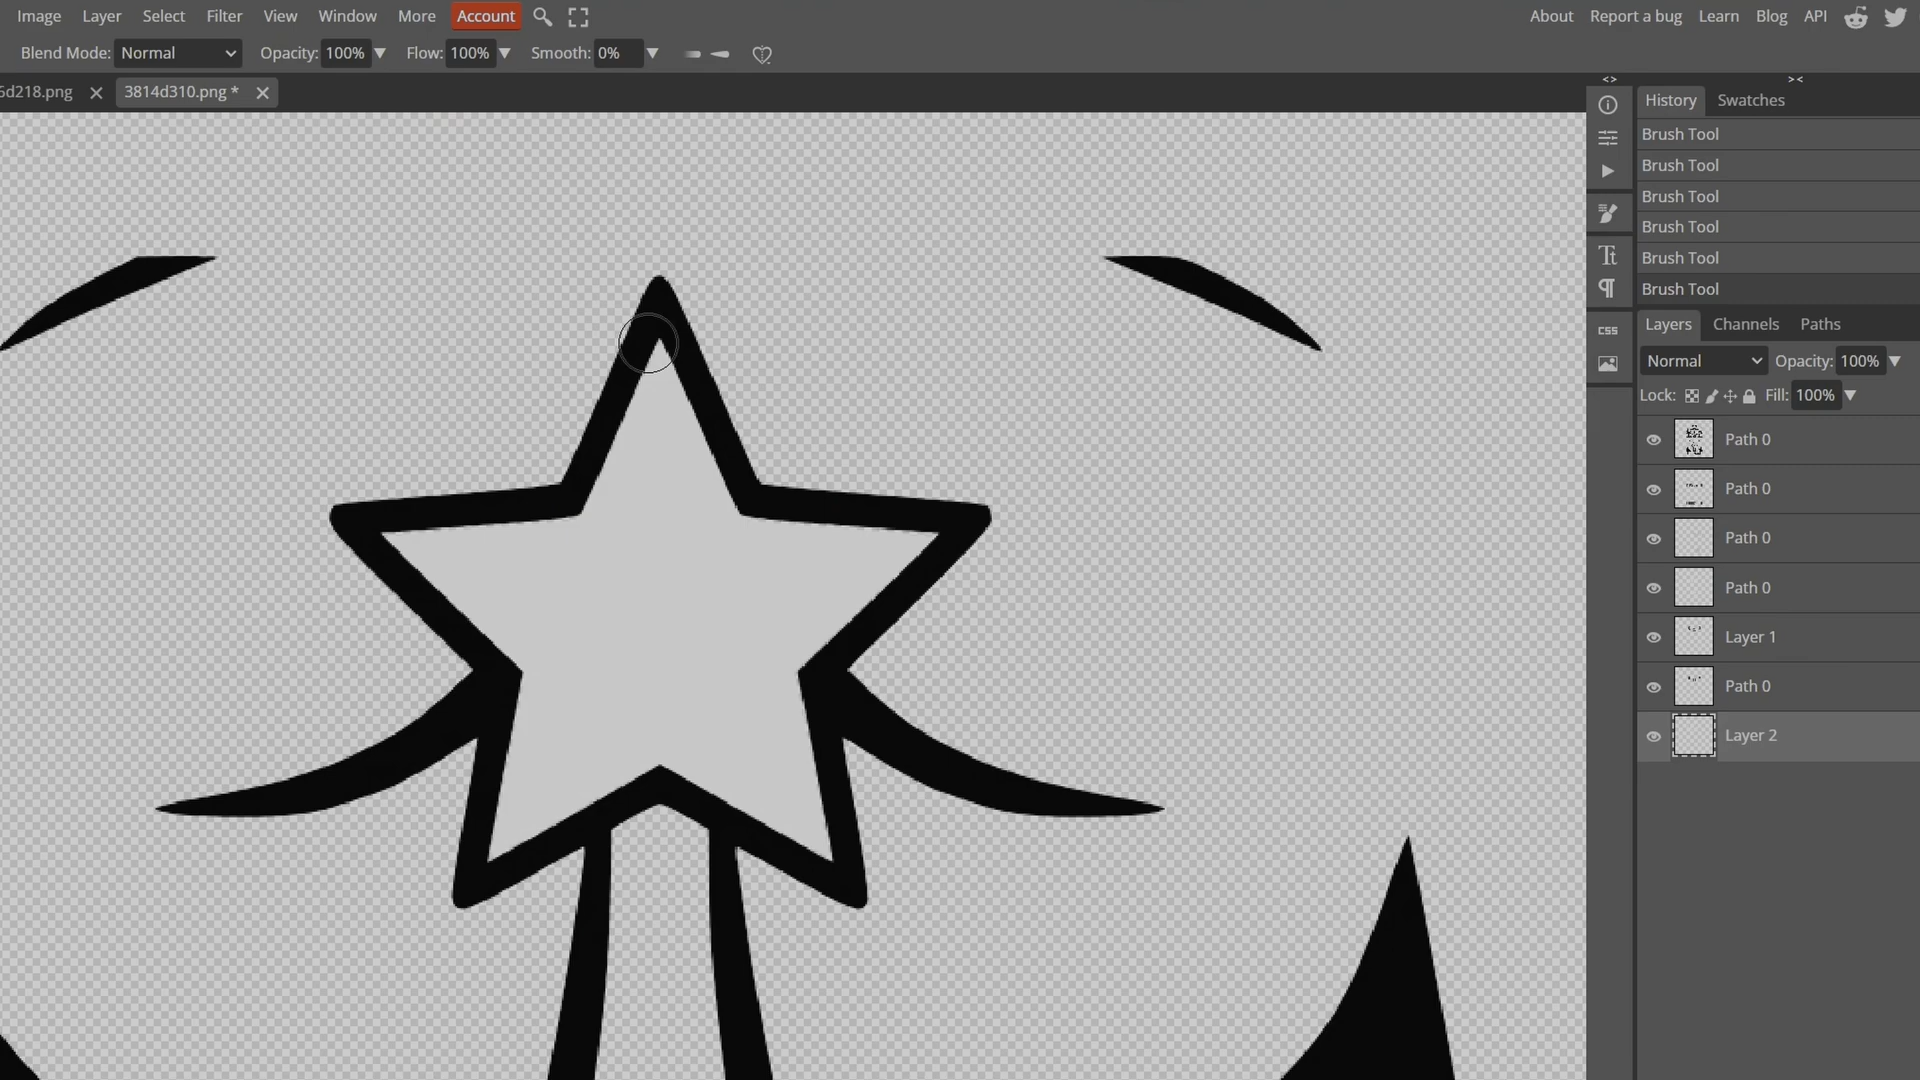 Image Layer Select Filter View Window More Account About Report a bug Learn Blog API
Blend Mode: Normal Opacity: 100% Flow: 100% Smooth: 0%
5d218.png 3814d310.png *
History Swatches
Brush Tool
Brush Tool
Brush Tool
Brush Tool
Brush Tool
Brush Tool
Layers Channels Paths
Normal Opacity: 100%
Lock: Fill: 100%
Path 0
Path 0
Path 0
Path 0
Layer 1
Path 0
Layer 2
CSS